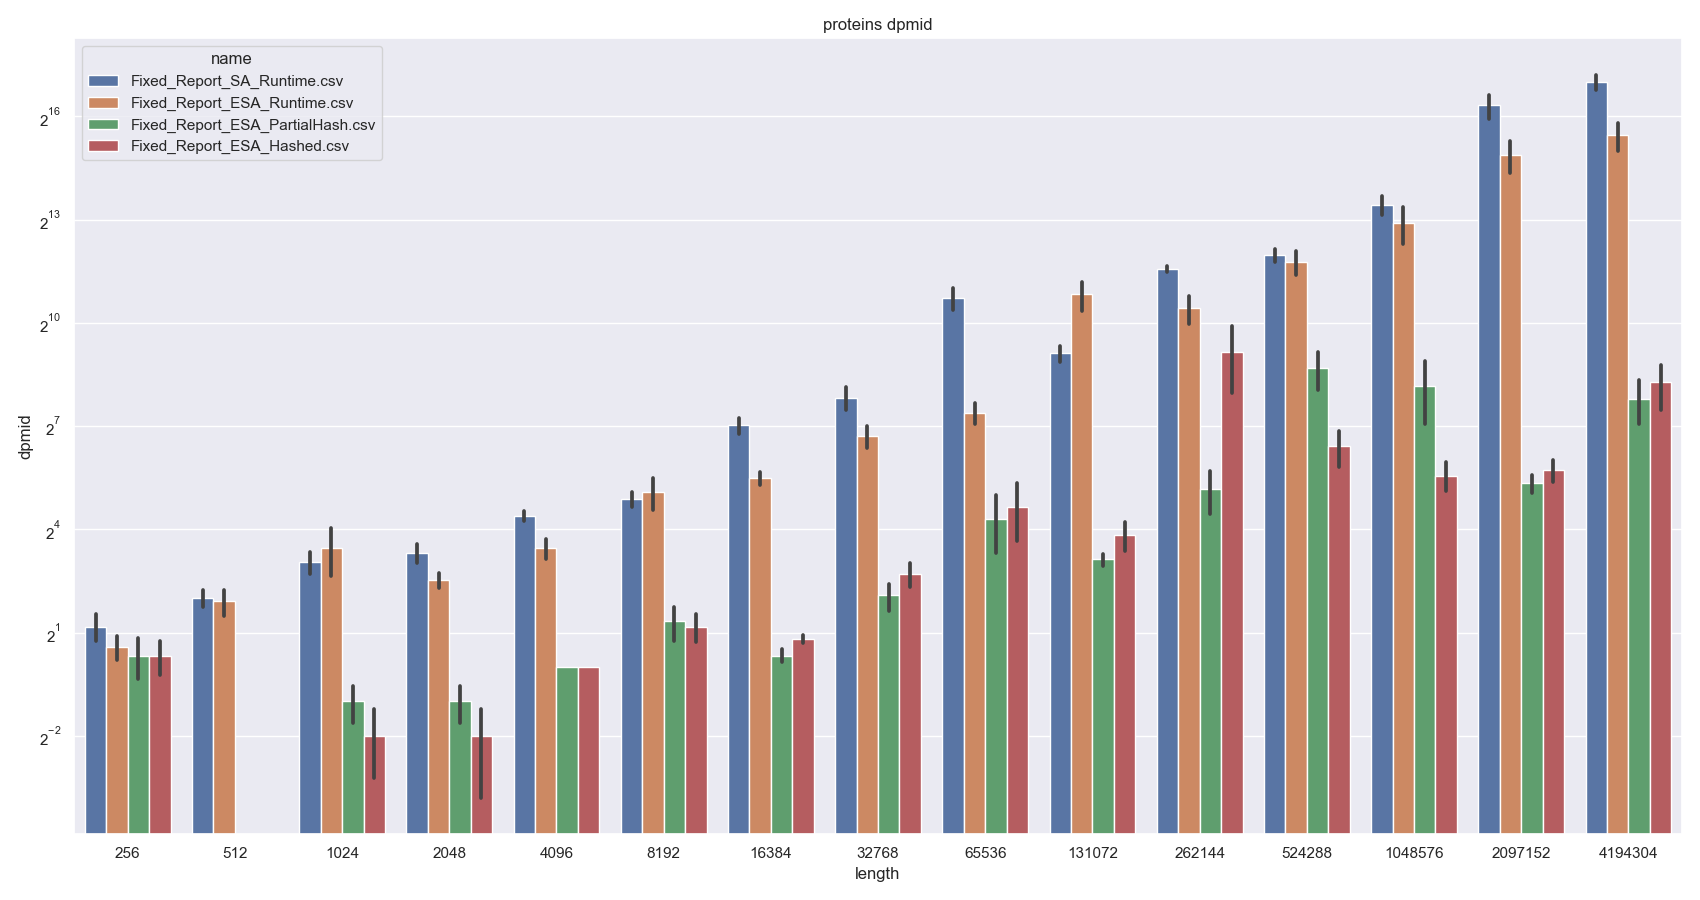 proteins dpmid
name
Fixed_Report_SA_Runtime.csv
Fixed_Report_ESA_Runtime.csv
Fixed_Report_ESA_PartialHash.csv
Fixed_Report_ESA_Hashed.csv
2^16
2^13
2^10
2^7
2^4
2^1
2^−2
dpmid
256 512 1024 2048 4096 8192 16384 32768 65536 131072 262144 524288 1048576 2097152 4194304
length